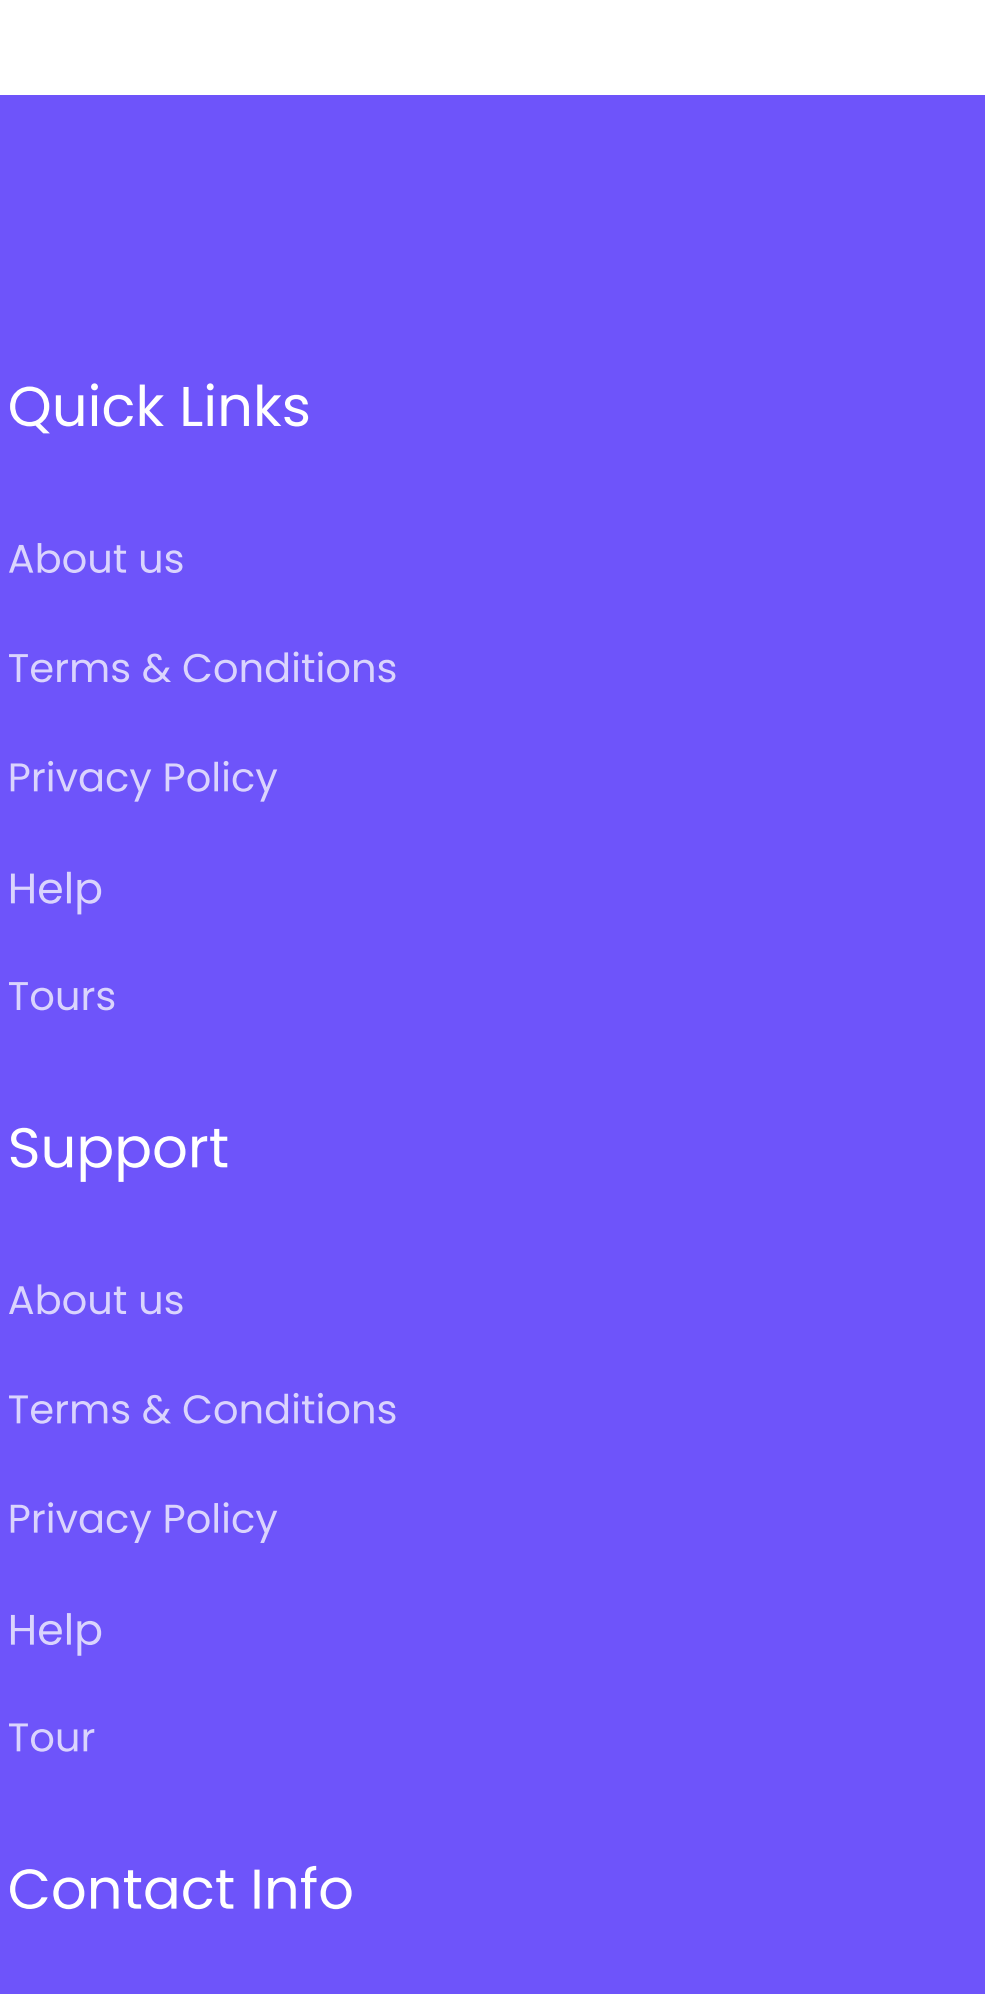 Quick Links
About us
Terms & Conditions
Privacy Policy
Help
Tours
Support
About us
Terms & Conditions
Privacy Policy
Help
Tour
Contact Info